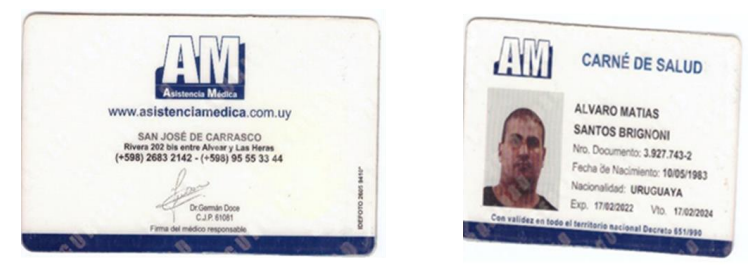 AM
Asistencia Médica
www.asistenciamedica.com.uy
SAN JOSÉ DE CARRASCO
Rivera 202 bis entre Alvear y Las Heras
(+598) 2683 2142 - (+598) 95 55 33 44
Dr. Germán Doce
C.J.P. 61081
Firma del médico responsable
AM
CARNÉ DE SALUD
ALVARO MATIAS
SANTOS BRIGNONI
Nro. Documento: 3.927.743-2
Fecha de Nacimiento: 10/05/1983
Nacionalidad: URUGUAYA
Exp. 17/02/2022 Vto. 17/02/2024
Con validez en todo el territorio nacional Decreto 651/990